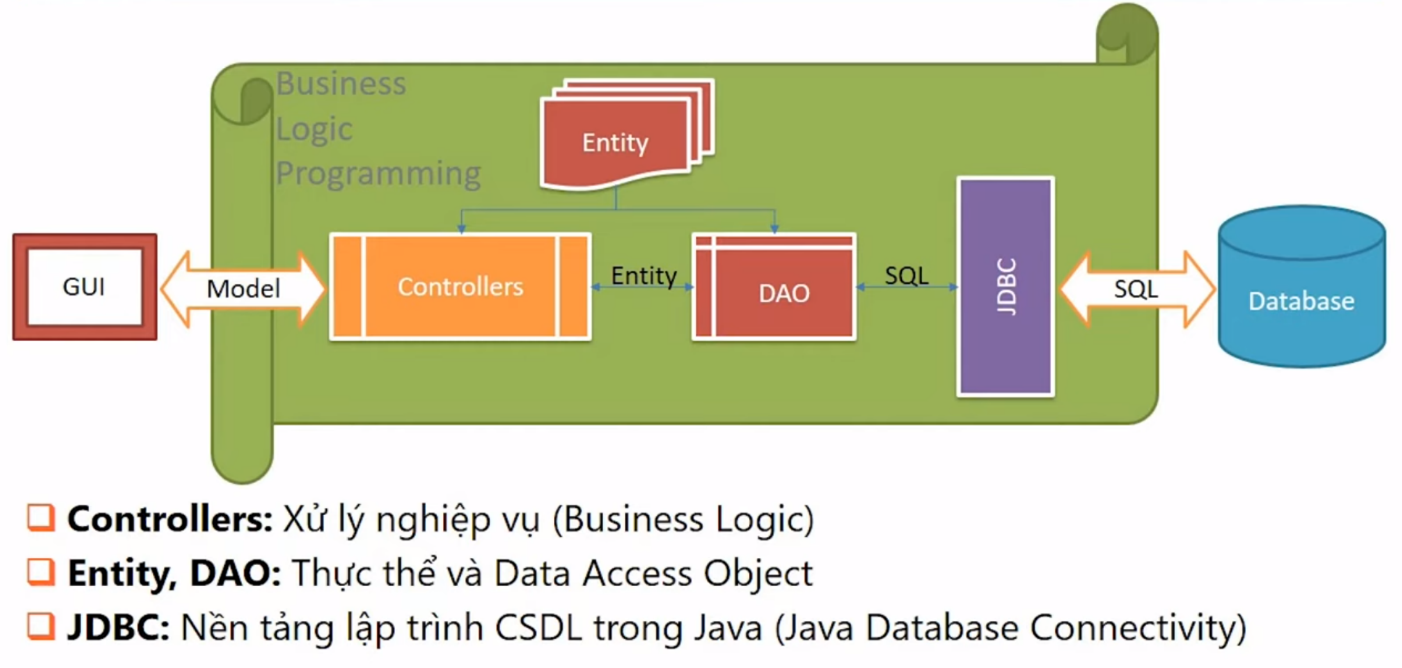 Business
Logic
Programming
Entity
GUI
Model
Controllers
Entity
DAO
SQL
JDBC
SQL
Database
Controllers: Xử lý nghiệp vụ (Business Logic)
Entity, DAO: Thực thể và Data Access Object
JDBC: Nền tảng lập trình CSDL trong Java (Java Database Connectivity)